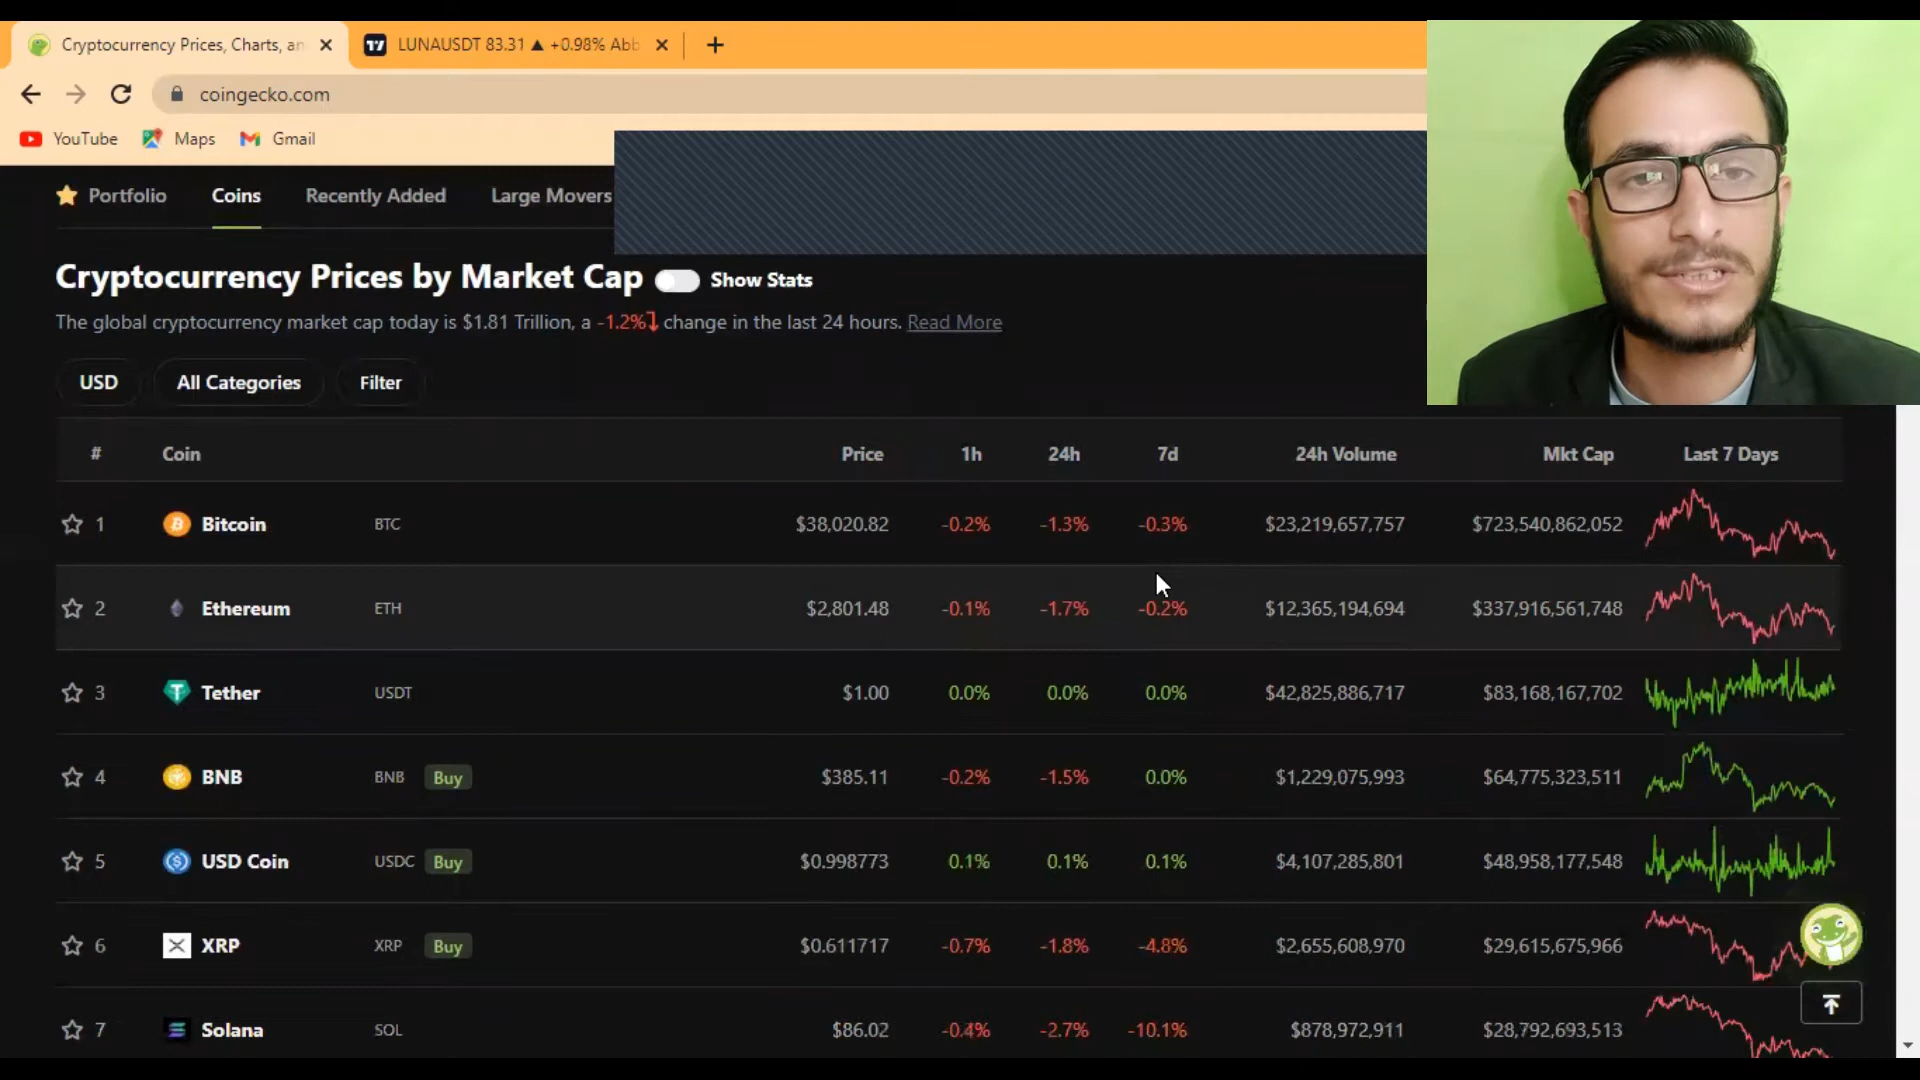 Cryptocurrency Prices, Charts, an
LUNAUSDT 83.31 ▲ +0.98% Abb
coingecko.com
YouTube Maps Gmail
Portfolio Coins Recently Added Large Movers
Cryptocurrency Prices by Market Cap Show Stats
The global cryptocurrency market cap today is $1.81 Trillion, a -1.2% change in the last 24 hours. Read More
USD All Categories Filter
# Coin Price 1h 24h 7d 24h Volume Mkt Cap Last 7 Days
1 Bitcoin BTC $38,020.82 -0.2% -1.3% -0.3% $23,219,657,757 $723,540,862,052
2 Ethereum ETH $2,801.48 -0.1% -1.7% -0.2% $12,365,194,694 $337,916,561,748
3 Tether USDT $1.00 0.0% 0.0% 0.0% $42,825,886,717 $83,168,167,702
4 BNB BNB Buy $385.11 -0.2% -1.5% 0.0% $1,229,075,993 $64,775,323,511
5 USD Coin USDC Buy $0.998773 0.1% 0.1% 0.1% $4,107,285,801 $48,958,177,548
6 XRP XRP Buy $0.611717 -0.7% -1.8% -4.8% $2,655,608,970 $29,615,675,966
7 Solana SOL $86.02 -0.4% -2.7% -10.1% $878,972,911 $28,792,693,513